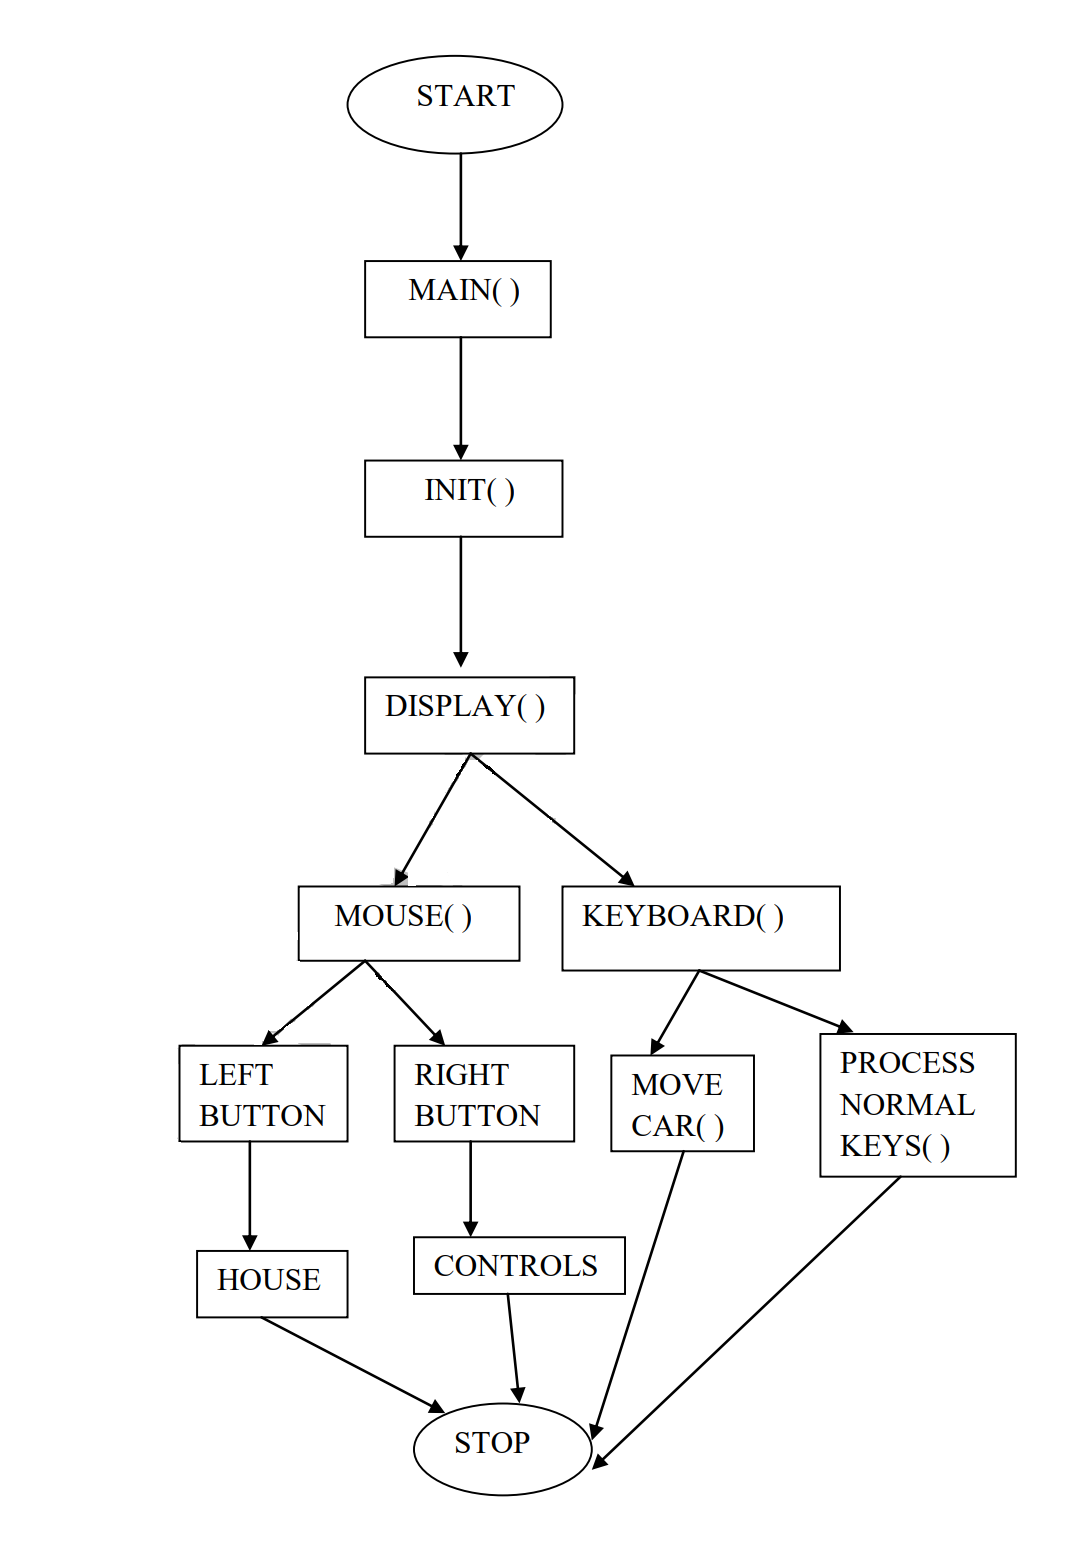 START
MAIN( )
INIT( )
DISPLAY( )
MOUSE( )
KEYBOARD( )
LEFT
BUTTON
RIGHT
BUTTON
MOVE
CAR( )
PROCESS
NORMAL
KEYS( )
HOUSE
CONTROLS
STOP